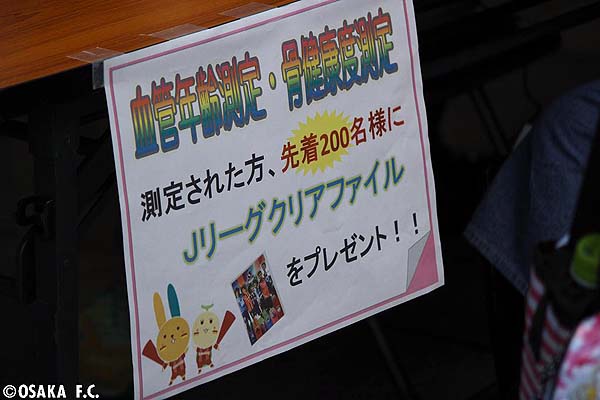 血管年齢測定・骨健康度測定
測定された方、先着200名様に
Jリーグクリアファイル
をプレゼント!!
©OSAKA F.C.